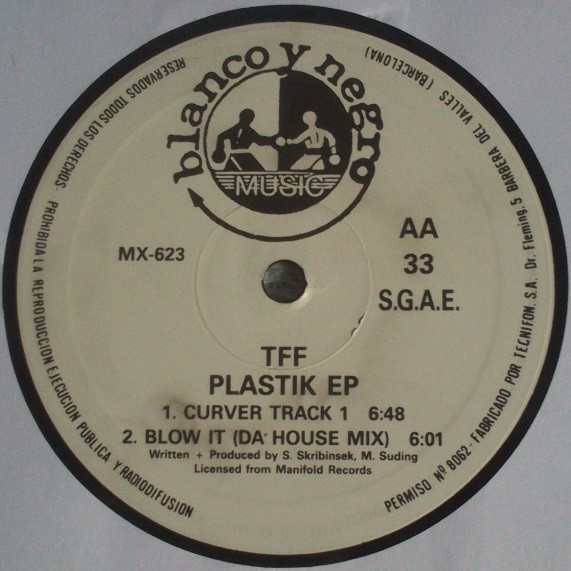 blanco y negro
MUSIC
MX-623
AA
33
S.G.A.E.
TFF
PLASTIK EP
1. CURVER TRACK 1 6:48
2. BLOW IT (DA' HOUSE MIX) 6:01
Written + Produced by S. Skribinsek, M. Suding
Licensed from Manifold Records
RESERVADOS TODOS LOS DERECHOS · PROHIBIDA LA REPRODUCCION EJECUCION PUBLICA Y RADIODIFUSION
PERMISO Nº 8062 - FABRICADO POR TECNIFON, S.A. Dr. Fleming, 5 BARBERA DEL VALLES (BARCELONA)